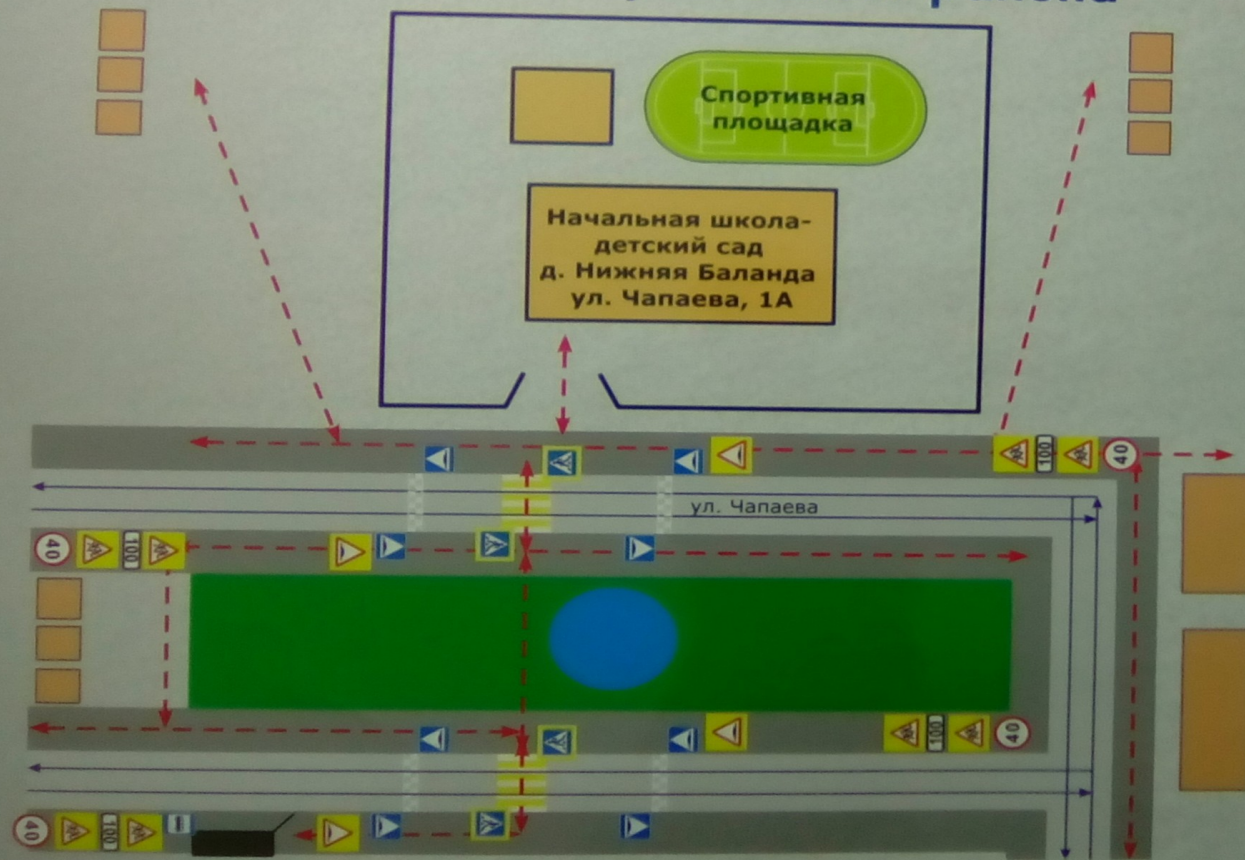 Спортивная
площадка
Начальная школа-
детский сад
д. Нижняя Баланда
ул. Чапаева, 1А
100
40
ул. Чапаева
40
100
100
40
40
100